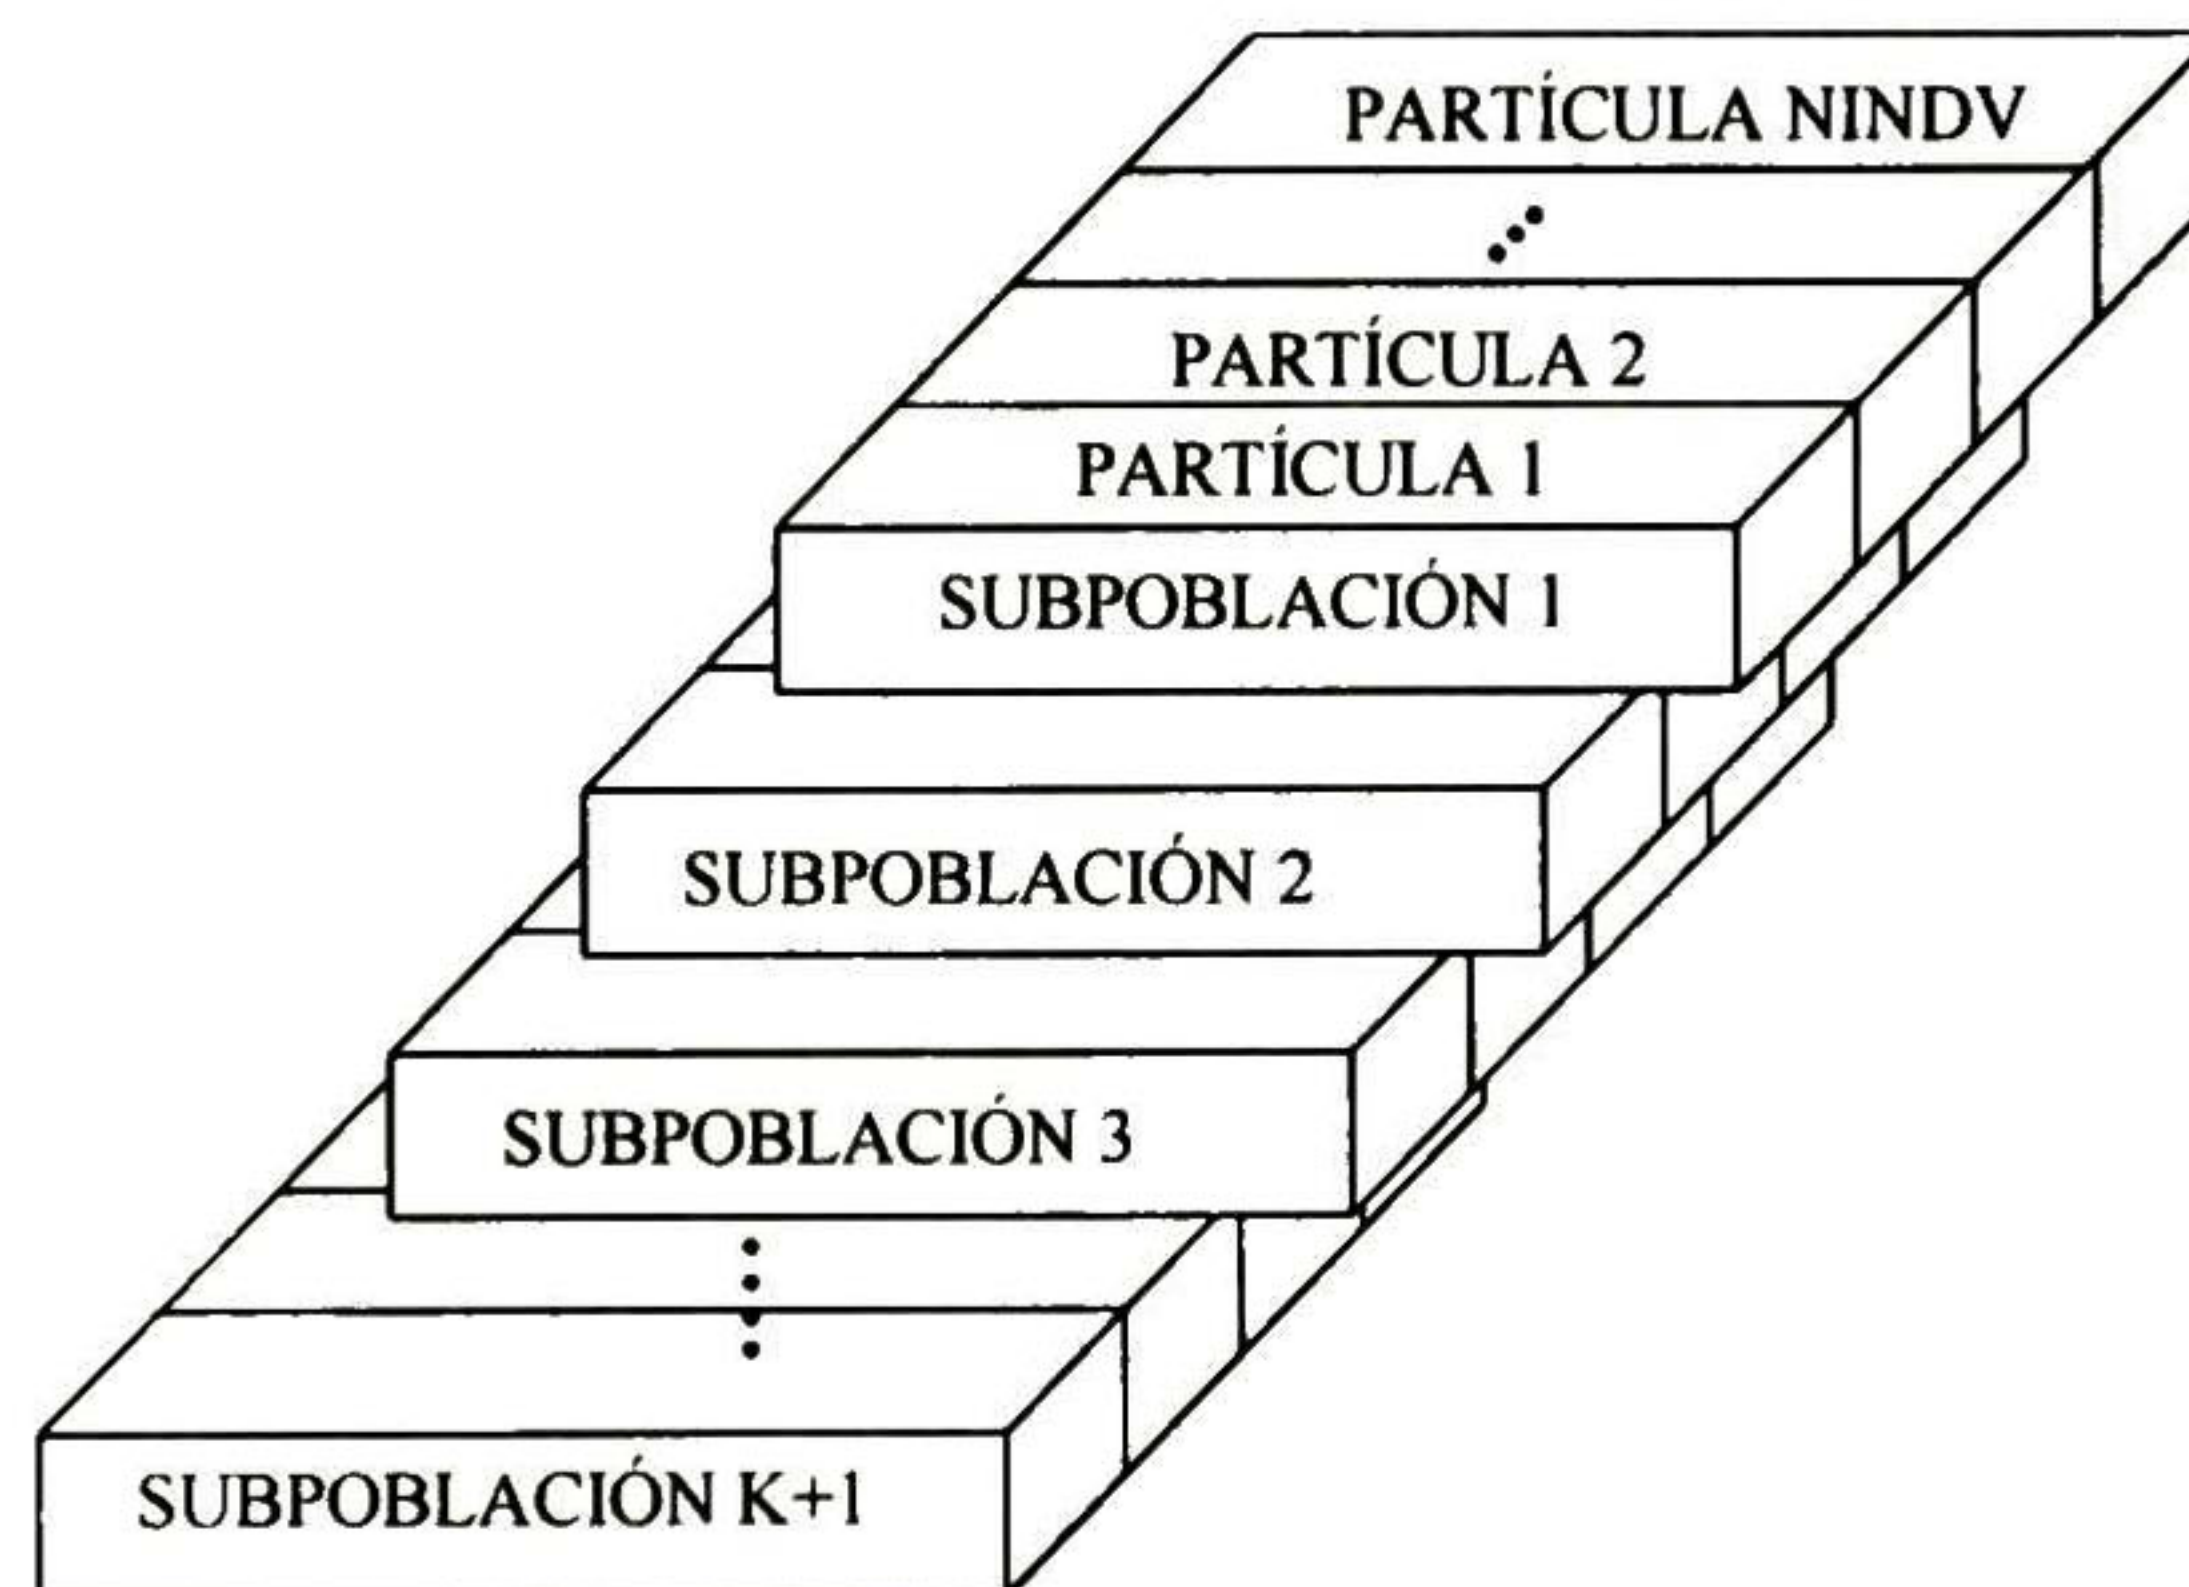 PARTÍCULA NINDV
PARTÍCULA 2
PARTÍCULA 1
SUBPOBLACIÓN 1
SUBPOBLACIÓN 2
SUBPOBLACIÓN 3
SUBPOBLACIÓN K+1